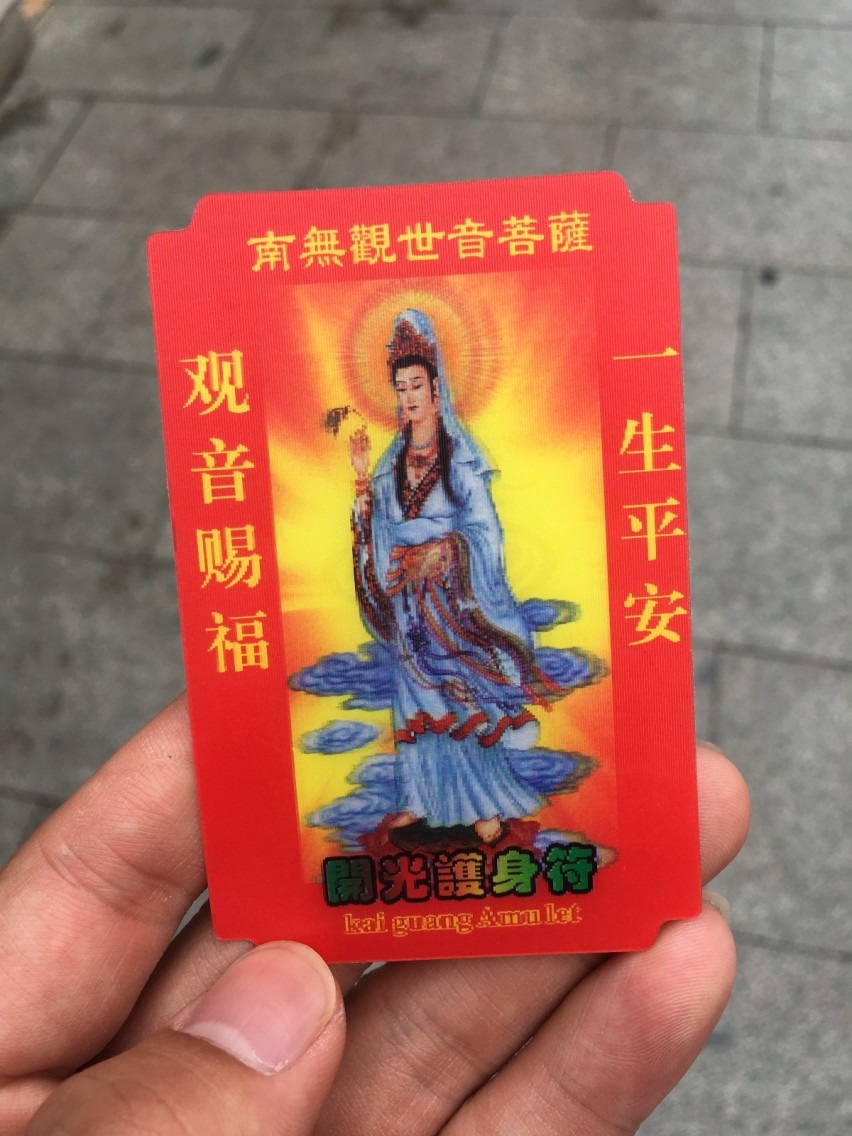 南無觀世音菩薩
观音赐福
一生平安
開光護身符
kai guang Amu let